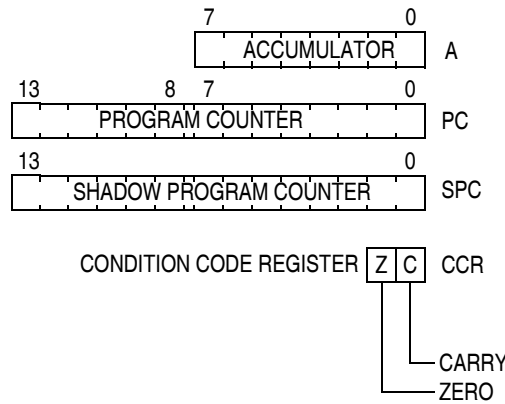 7 0
ACCUMULATOR A
13 8 7 0
PROGRAM COUNTER PC
13 0
SHADOW PROGRAM COUNTER SPC
CONDITION CODE REGISTER Z C CCR
CARRY
ZERO